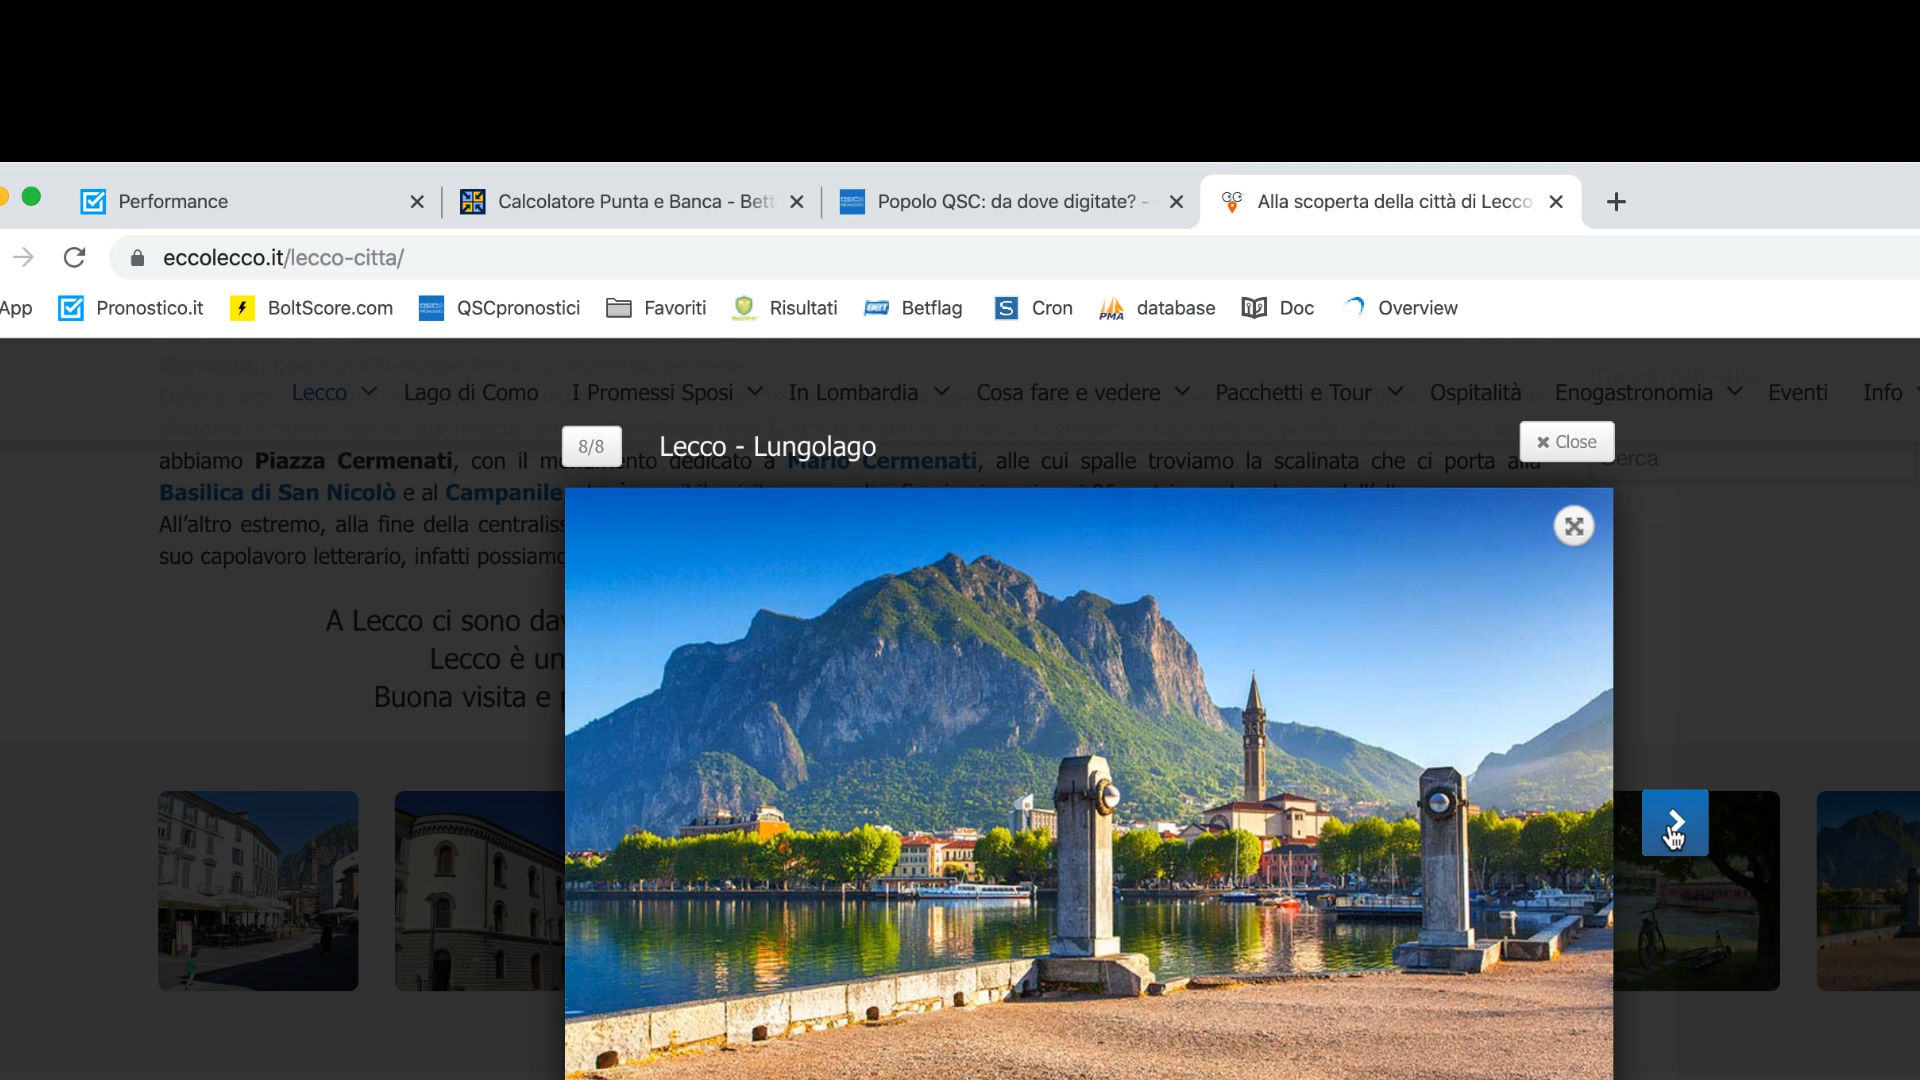 Performance
Calcolatore Punta e Banca - Bett
Popolo QSC: da dove digitate? -
Alla scoperta della città di Lecco,
eccolecco.it/lecco-citta/
App
Pronostico.it
BoltScore.com
QSCpronostici
Favoriti
Risultati
Betflag
Cron
database
Doc
Overview
Lecco
Lago di Como
I Promessi Sposi
In Lombardia
Cosa fare e vedere
Pacchetti e Tour
Ospitalità
Enogastronomia
Eventi
Info
8/8
Lecco - Lungolago
Close
abbiamo Piazza Cermenati, con il dedicato a Mario Cermenati, alle cui spalle troviamo la scalinata che ci porta alla
Basilica di San Nicolò e al Campanile
All'altro estremo, alla fine della
suo capolavoro letterario, infatti
A Lecco ci sono
Lecco è un
Buona visita e